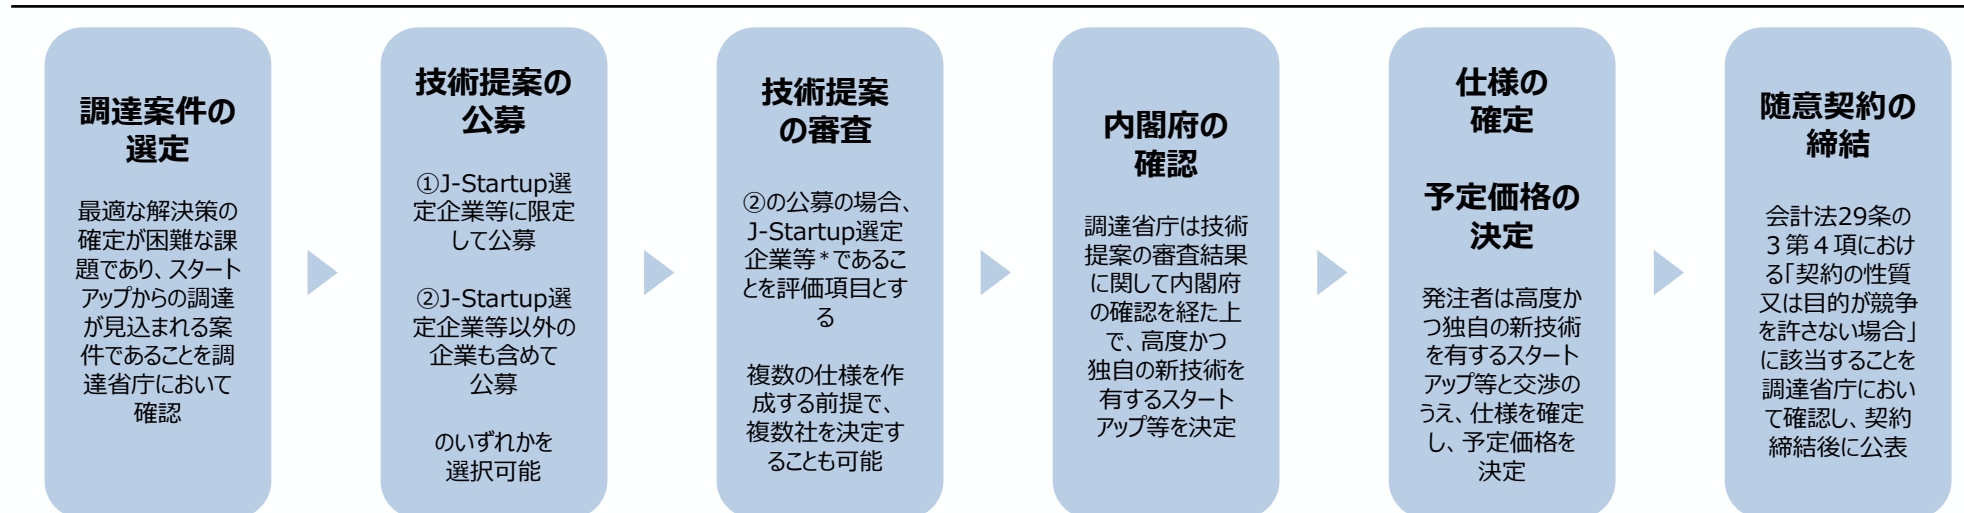 調達案件の
選定
最適な解決策の
確定が困難な課
題であり、スタート
アップからの調達
が見込まれる案
件であることを調
達省庁において
確認
技術提案の
公募
①J-Startup選
定企業等に限定
して公募
②J-Startup選
定企業等以外の
企業も含めて
公募
のいずれかを
選択可能
技術提案
の審査
②の公募の場合、
J-Startup選定
企業等*であるこ
とを評価項目とす
る
複数の仕様を作
成する前提で、
複数社を決定す
ることも可能
内閣府の
確認
調達省庁は技術
提案の審査結果
に関して内閣府
の確認を経た上
で、高度かつ
独自の新技術を
有するスタート
アップ等を決定
仕様の
確定
予定価格の
決定
発注者は高度か
つ独自の新技術
を有するスタート
アップ等と交渉の
うえ、仕様を確定
し、予定価格を
決定
随意契約の
締結
会計法29条の
３第４項におけ
る「契約の性質
又は目的が競争
を許さない場合」
に該当することを
調達省庁におい
て確認し、契約
締結後に公表